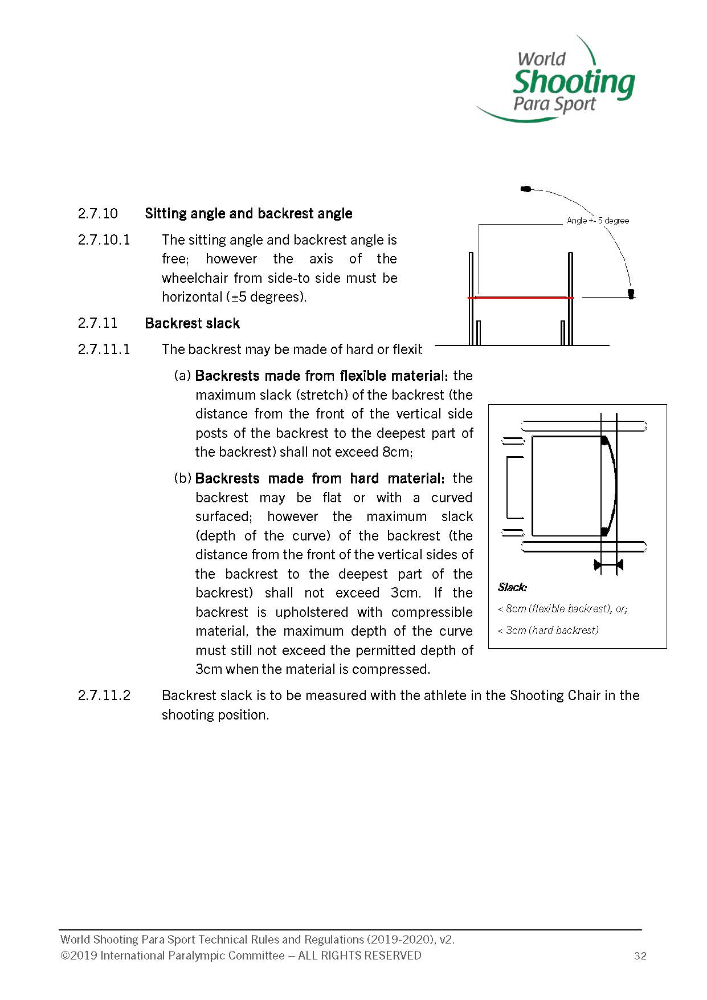 World
Shooting
Para Sport
2.7.10 Sitting angle and backrest angle
Angle +- 5 degree
2.7.10.1 The sitting angle and backrest angle is
free; however the axis of the
wheelchair from side-to side must be
horizontal (±5 degrees).
2.7.11 Backrest slack
2.7.11.1 The backrest may be made of hard or
(a) Backrests made from flexible material: the
maximum slack (stretch) of the backrest (the
distance from the front of the vertical side
posts of the backrest to the deepest part of
the backrest) shall not exceed 8cm;
(b) Backrests made from hard material: the
backrest may be flat or with a curved
surfaced; however the maximum slack
(depth of the curve) of the backrest (the
distance from the front of the vertical sides of
the backrest to the deepest part of the
backrest) shall not exceed 3cm. If the
backrest is upholstered with compressible
material, the maximum depth of the curve
must still not exceed the permitted depth of
3cm when the material is compressed.
Slack:
< 8cm (flexible backrest), or;
< 3cm (hard backrest)
2.7.11.2 Backrest slack is to be measured with the athlete in the Shooting Chair in the
shooting position.
World Shooting Para Sport Technical Rules and Regulations (2019-2020), v2.
©2019 International Paralympic Committee – ALL RIGHTS RESERVED 32